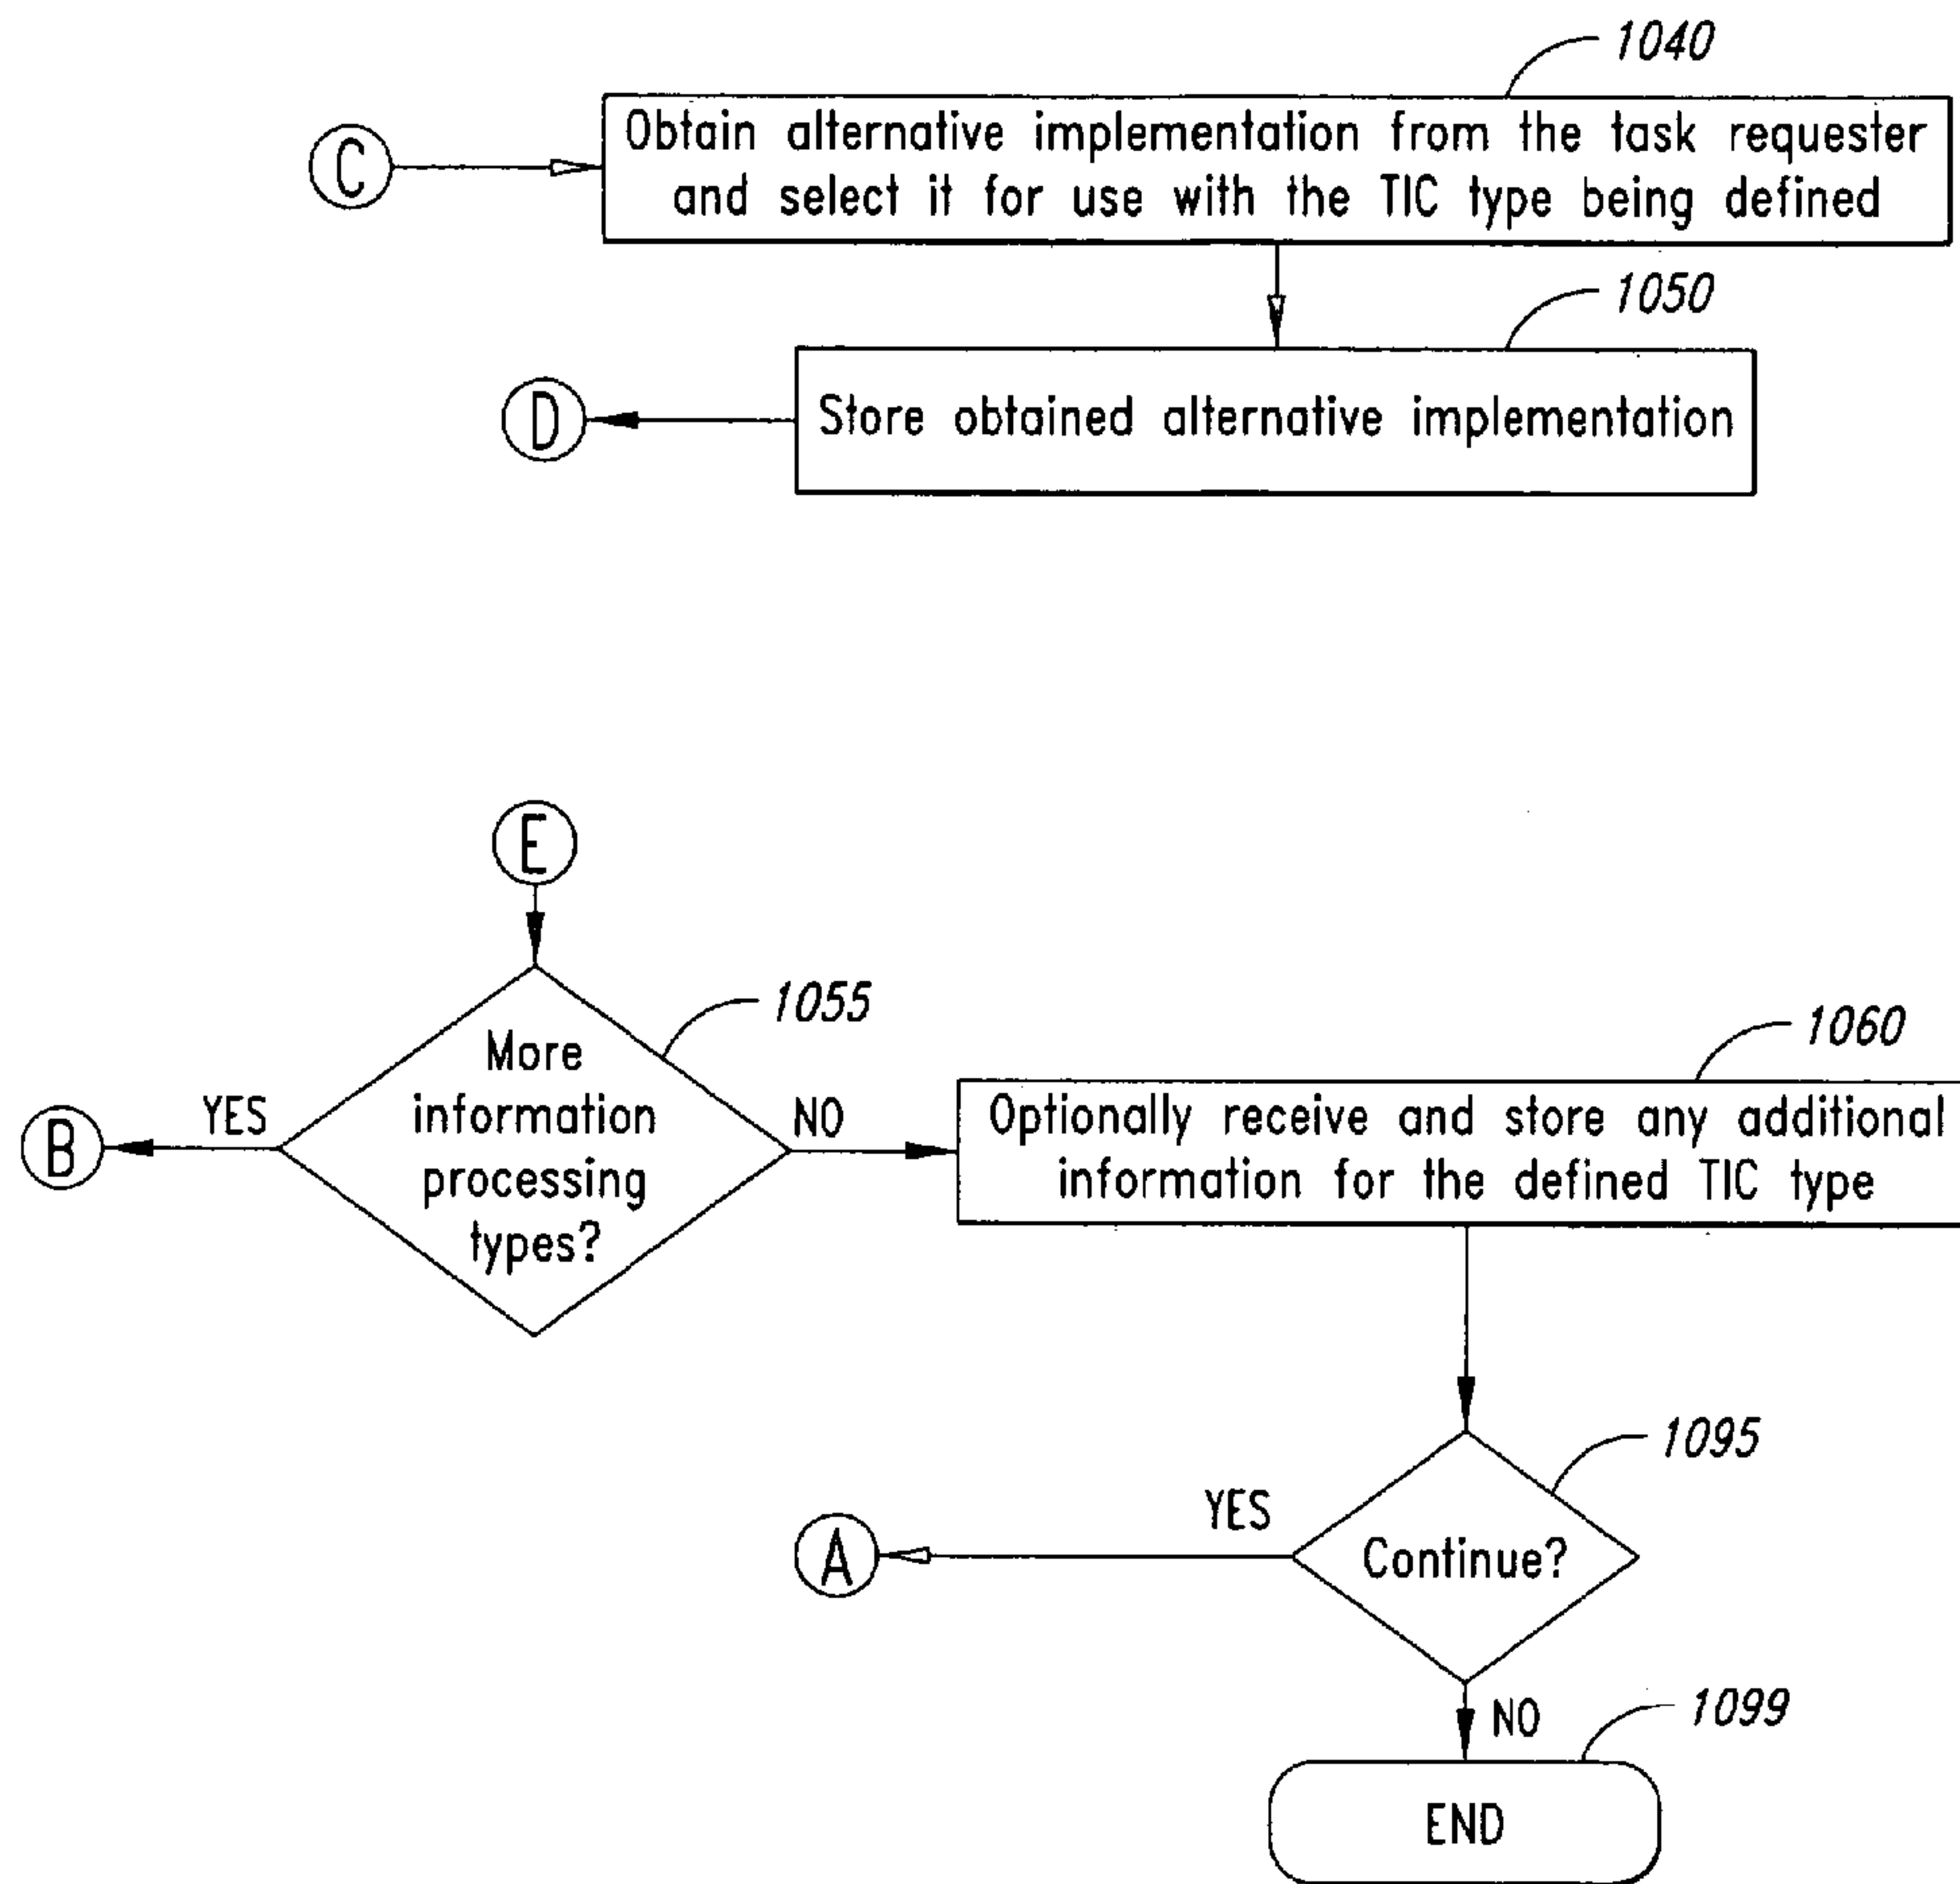 1040
C
Obtain alternative implementation from the task requester
and select it for use with the TIC type being defined
1050
D
Store obtained alternative implementation
E
1055
More
information
processing
types?
YES
B
NO
1060
Optionally receive and store any additional
information for the defined TIC type
1095
Continue?
YES
A
NO
1099
END